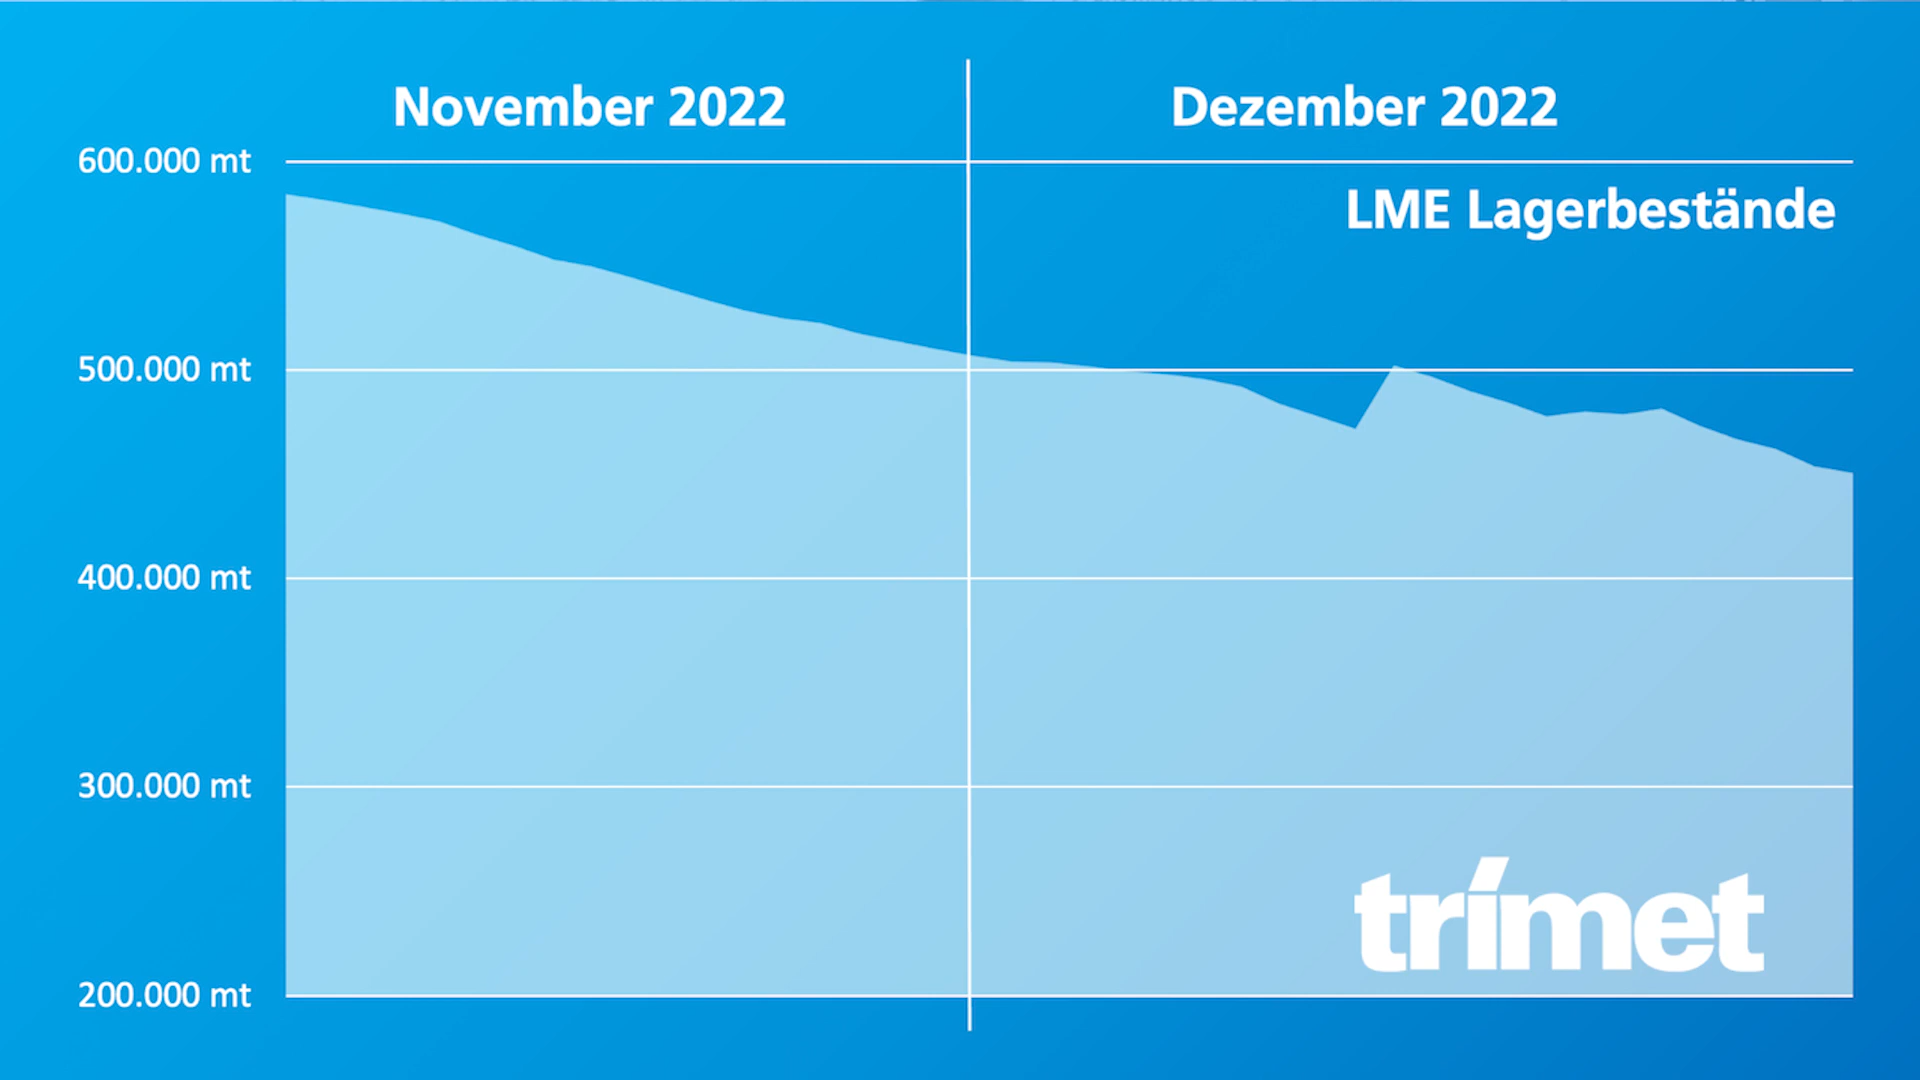 November 2022
Dezember 2022
600.000 mt
LME Lagerbestände
500.000 mt
400.000 mt
300.000 mt
trímet
200.000 mt